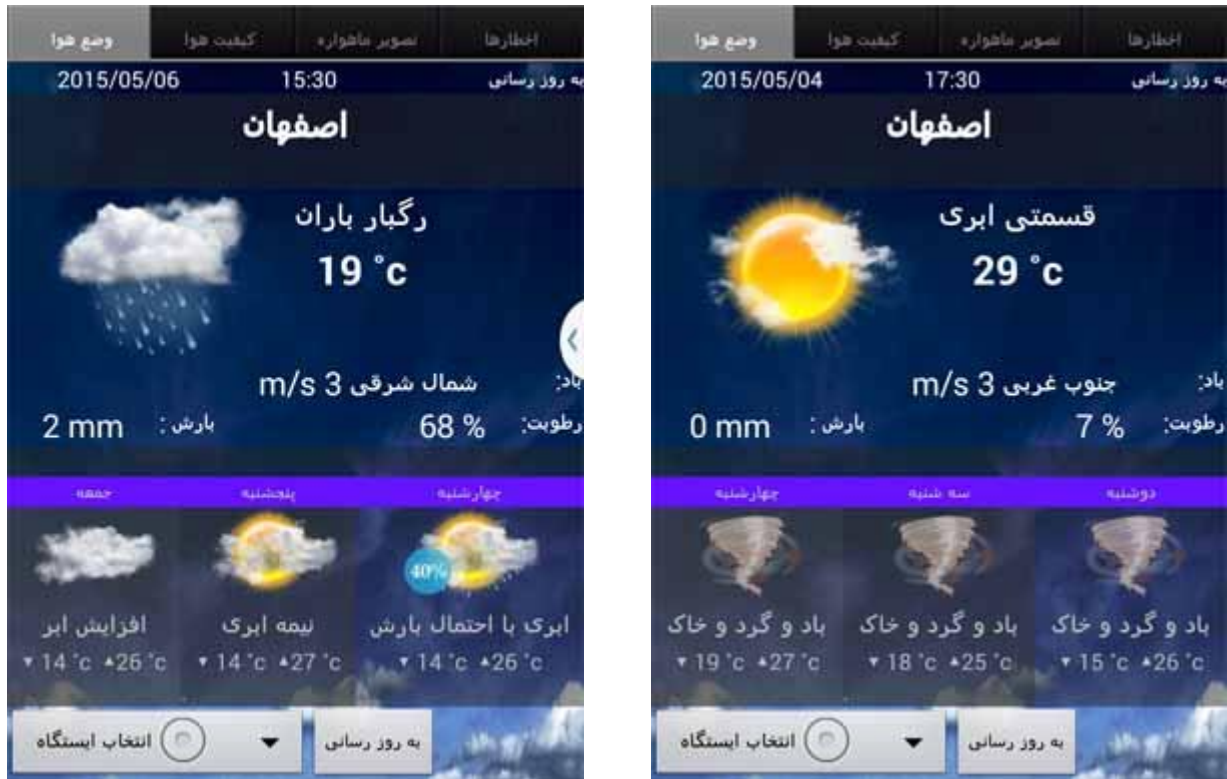 وضع هوا کیفیت هوا تصویر ماهواره اخطارها
به روز رسانی 15:30 2015/05/06
اصفهان
رگبار باران
19 °c
باد: شمال شرقی 3 m/s
رطوبت: 68 % بارش: 2 mm
چهارشنبه پنجشنبه جمعه
40%
ابری با احتمال بارش نیمه ابری افزایش ابر
▾ 14 °c ▴26 °c ▾ 14 °c ▴27 °c ▾ 14 °c ▴26 °c
به روز رسانی انتخاب ایستگاه
وضع هوا کیفیت هوا تصویر ماهواره اخطارها
به روز رسانی 17:30 2015/05/04
اصفهان
قسمتی ابری
29 °c
باد: جنوب غربی 3 m/s
رطوبت: 7 % بارش: 0 mm
دوشنبه سه شنبه چهارشنبه
باد و گرد و خاک باد و گرد و خاک باد و گرد و خاک
▾ 15 °c ▴26 °c ▾ 18 °c ▴25 °c ▾ 19 °c ▴27 °c
به روز رسانی انتخاب ایستگاه